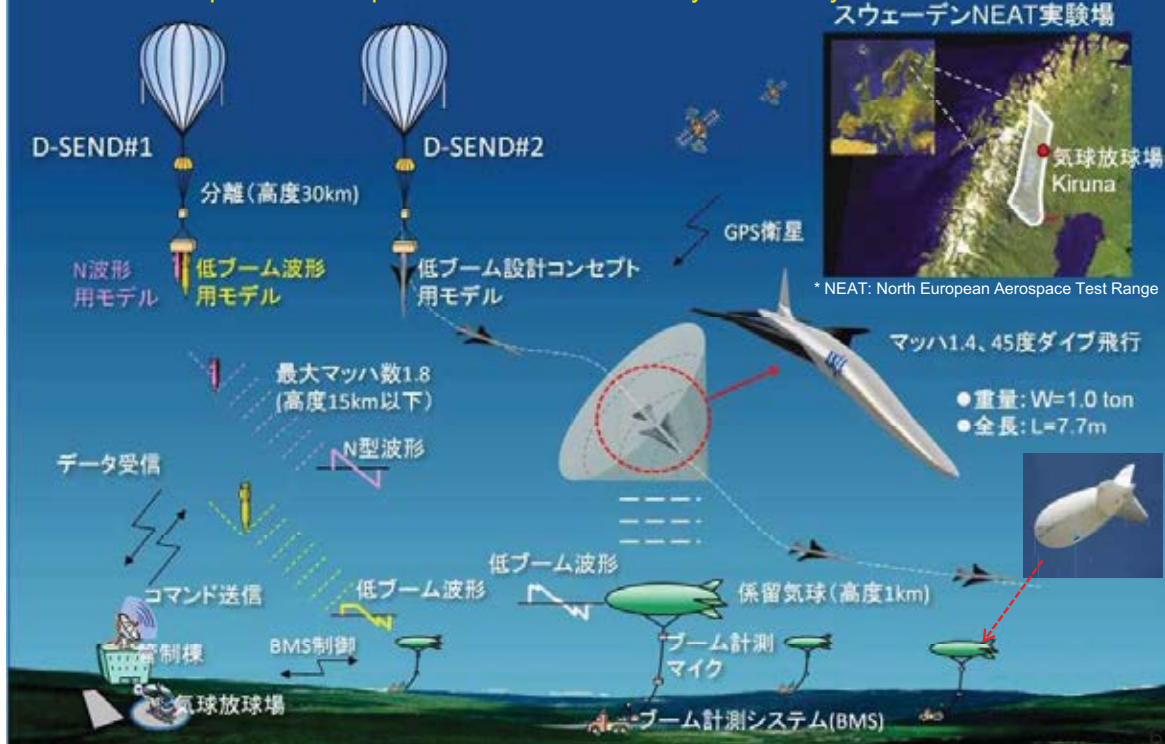 スウェーデンNEAT実験場
D-SEND#1
D-SEND#2
気球放球場
Kiruna
分離(高度30km)
GPS衛星
N波形
用モデル
低ブーム波形
用モデル
低ブーム設計コンセプト
用モデル
* NEAT: North European Aerospace Test Range
マッハ1.4、45度ダイブ飛行
●重量: W=1.0 ton
●全長: L=7.7m
最大マッハ数1.8
(高度15km以下)
N型波形
データ受信
コマンド送信
低ブーム波形
低ブーム波形
係留気球(高度1km)
管制棟
BMS制御
ブーム計測
マイク
気球放球場
ブーム計測システム(BMS)